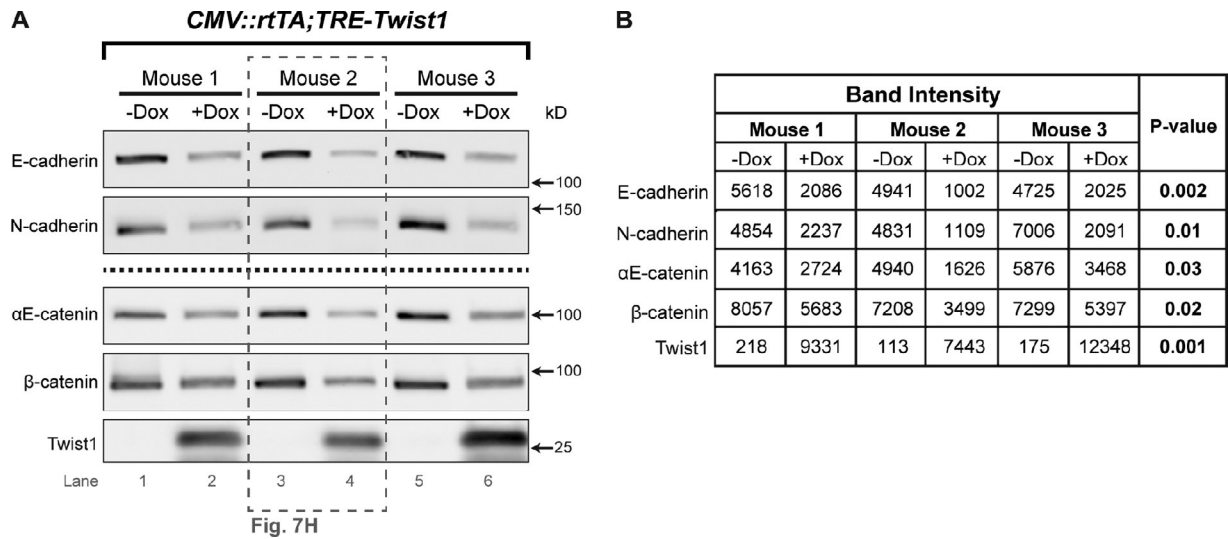 A
CMV::rtTA;TRE-Twist1
Mouse 1 Mouse 2 Mouse 3
-Dox +Dox -Dox +Dox -Dox +Dox kD
E-cadherin
100
N-cadherin 150
αE-catenin 100
β-catenin 100
Twist1 25
Lane 1 2 3 4 5 6
Fig. 7H
B
Band Intensity P-value
Mouse 1 Mouse 2 Mouse 3
-Dox +Dox -Dox +Dox -Dox +Dox
E-cadherin 5618 2086 4941 1002 4725 2025 0.002
N-cadherin 4854 2237 4831 1109 7006 2091 0.01
αE-catenin 4163 2724 4940 1626 5876 3468 0.03
β-catenin 8057 5683 7208 3499 7299 5397 0.02
Twist1 218 9331 113 7443 175 12348 0.001